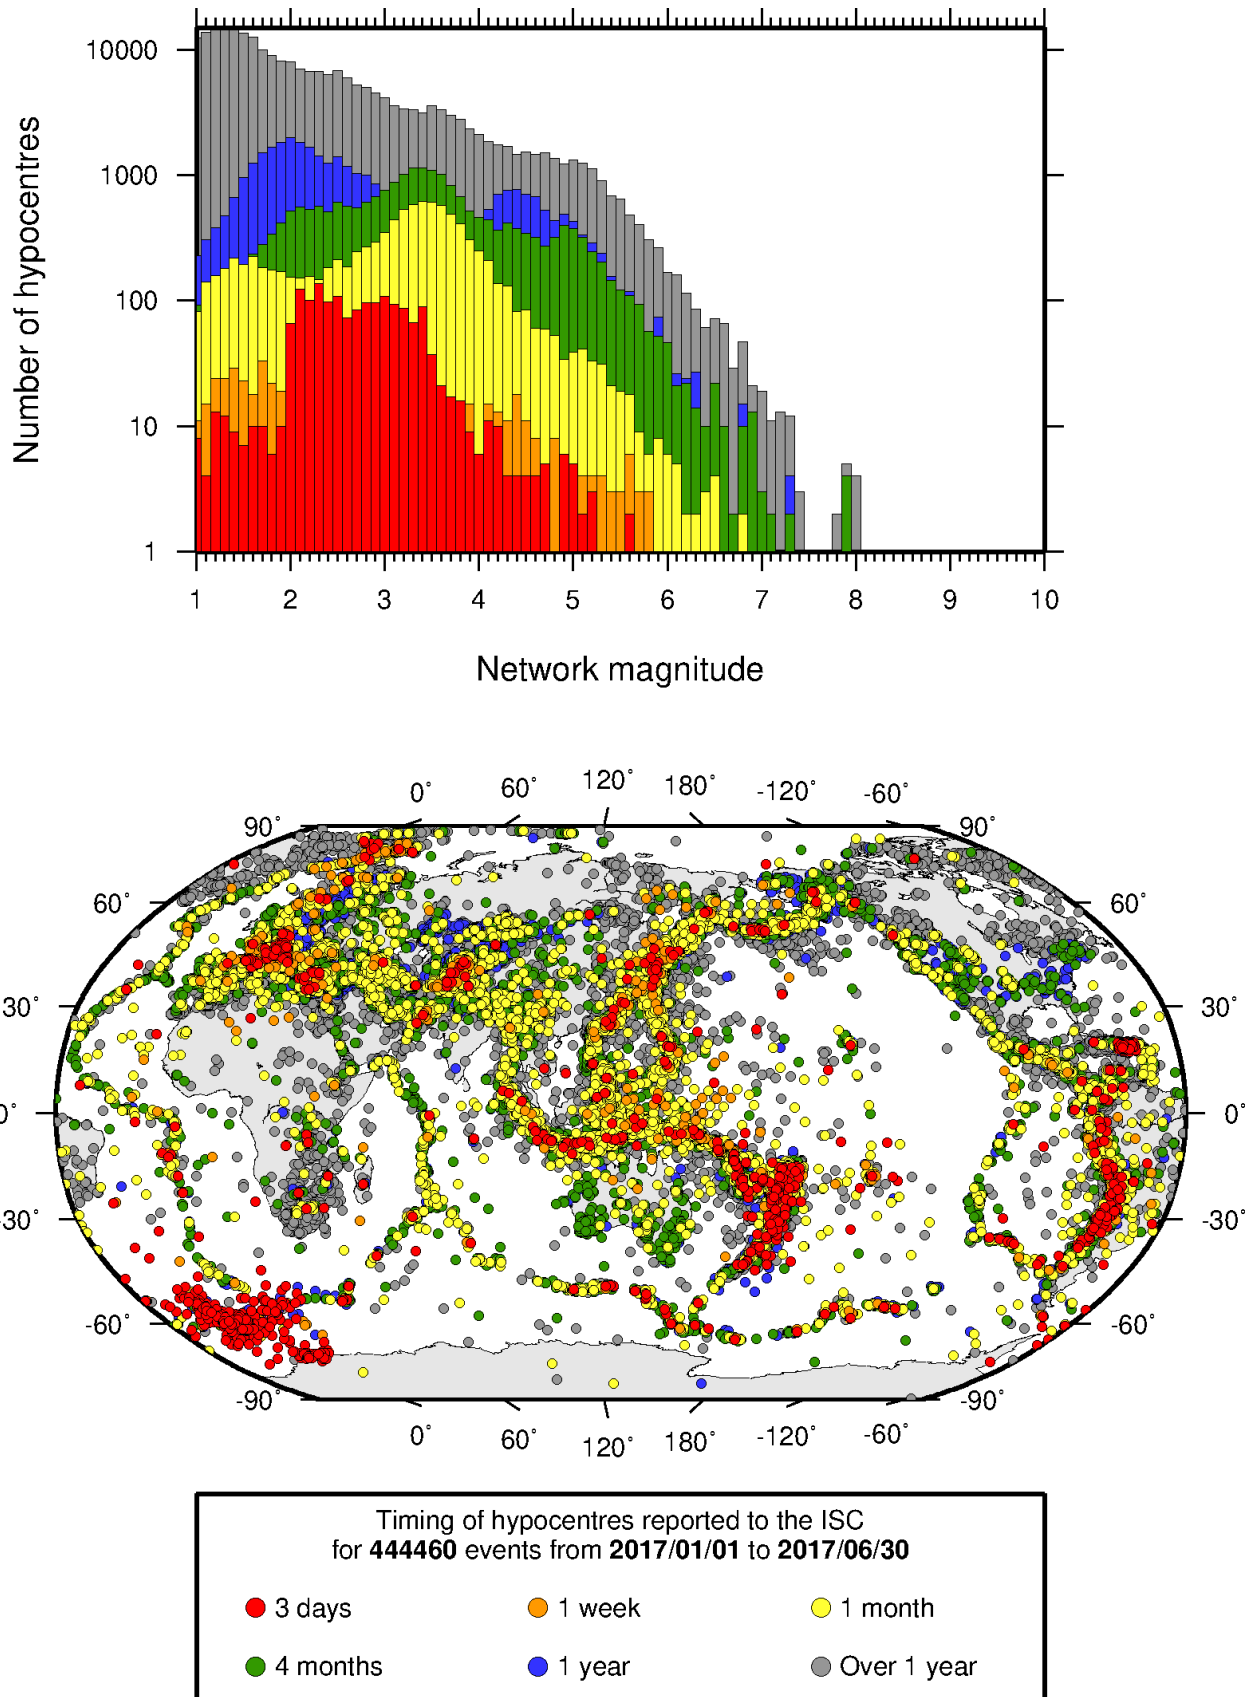 10000
1000
100
10
1
Number of hypocentres
1 2 3 4 5 6 7 8 9 10
Network magnitude
0° 60° 120° 180° -120° -60°
90° 90°
60° 60°
30° 30°
0° 0°
-30° -30°
-60° -60°
-90° -90°
0° 60° 120° 180° -120° -60°
Timing of hypocentres reported to the ISC
for 444460 events from 2017/01/01 to 2017/06/30
3 days 1 week 1 month
4 months 1 year Over 1 year